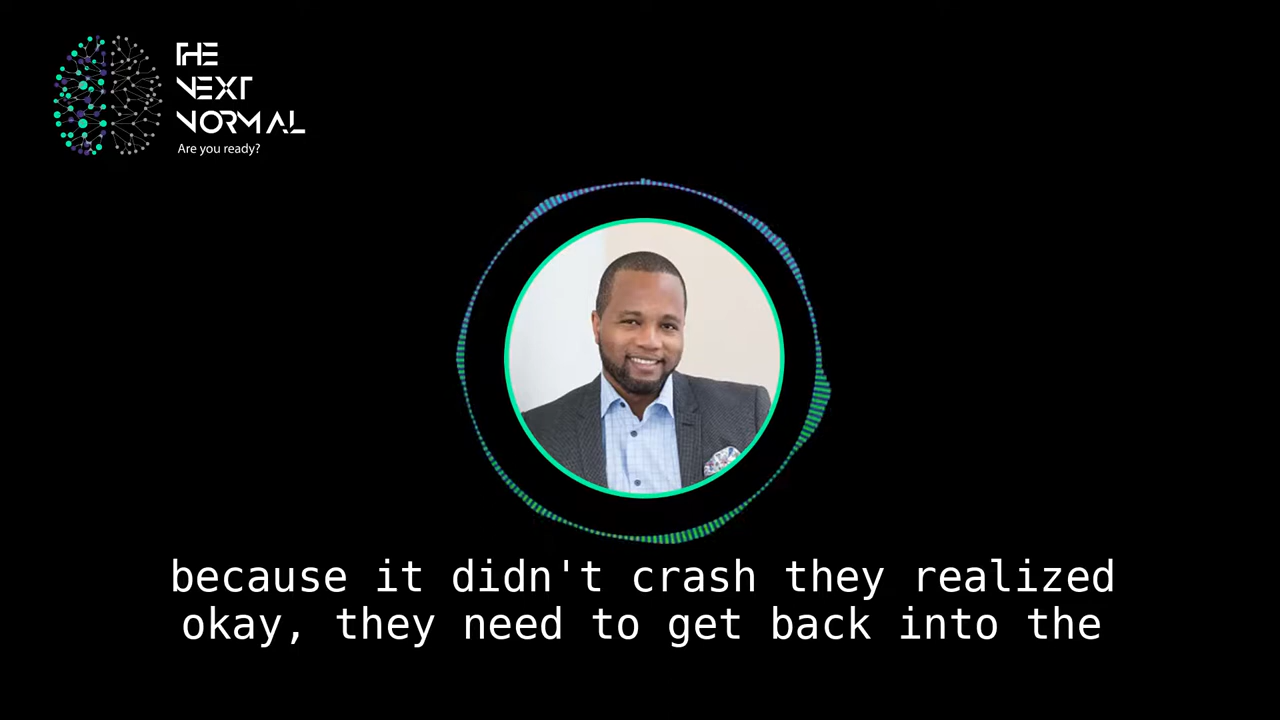 THE
NEXT
NORMAL
Are you ready?
because it didn't crash they realized
okay, they need to get back into the